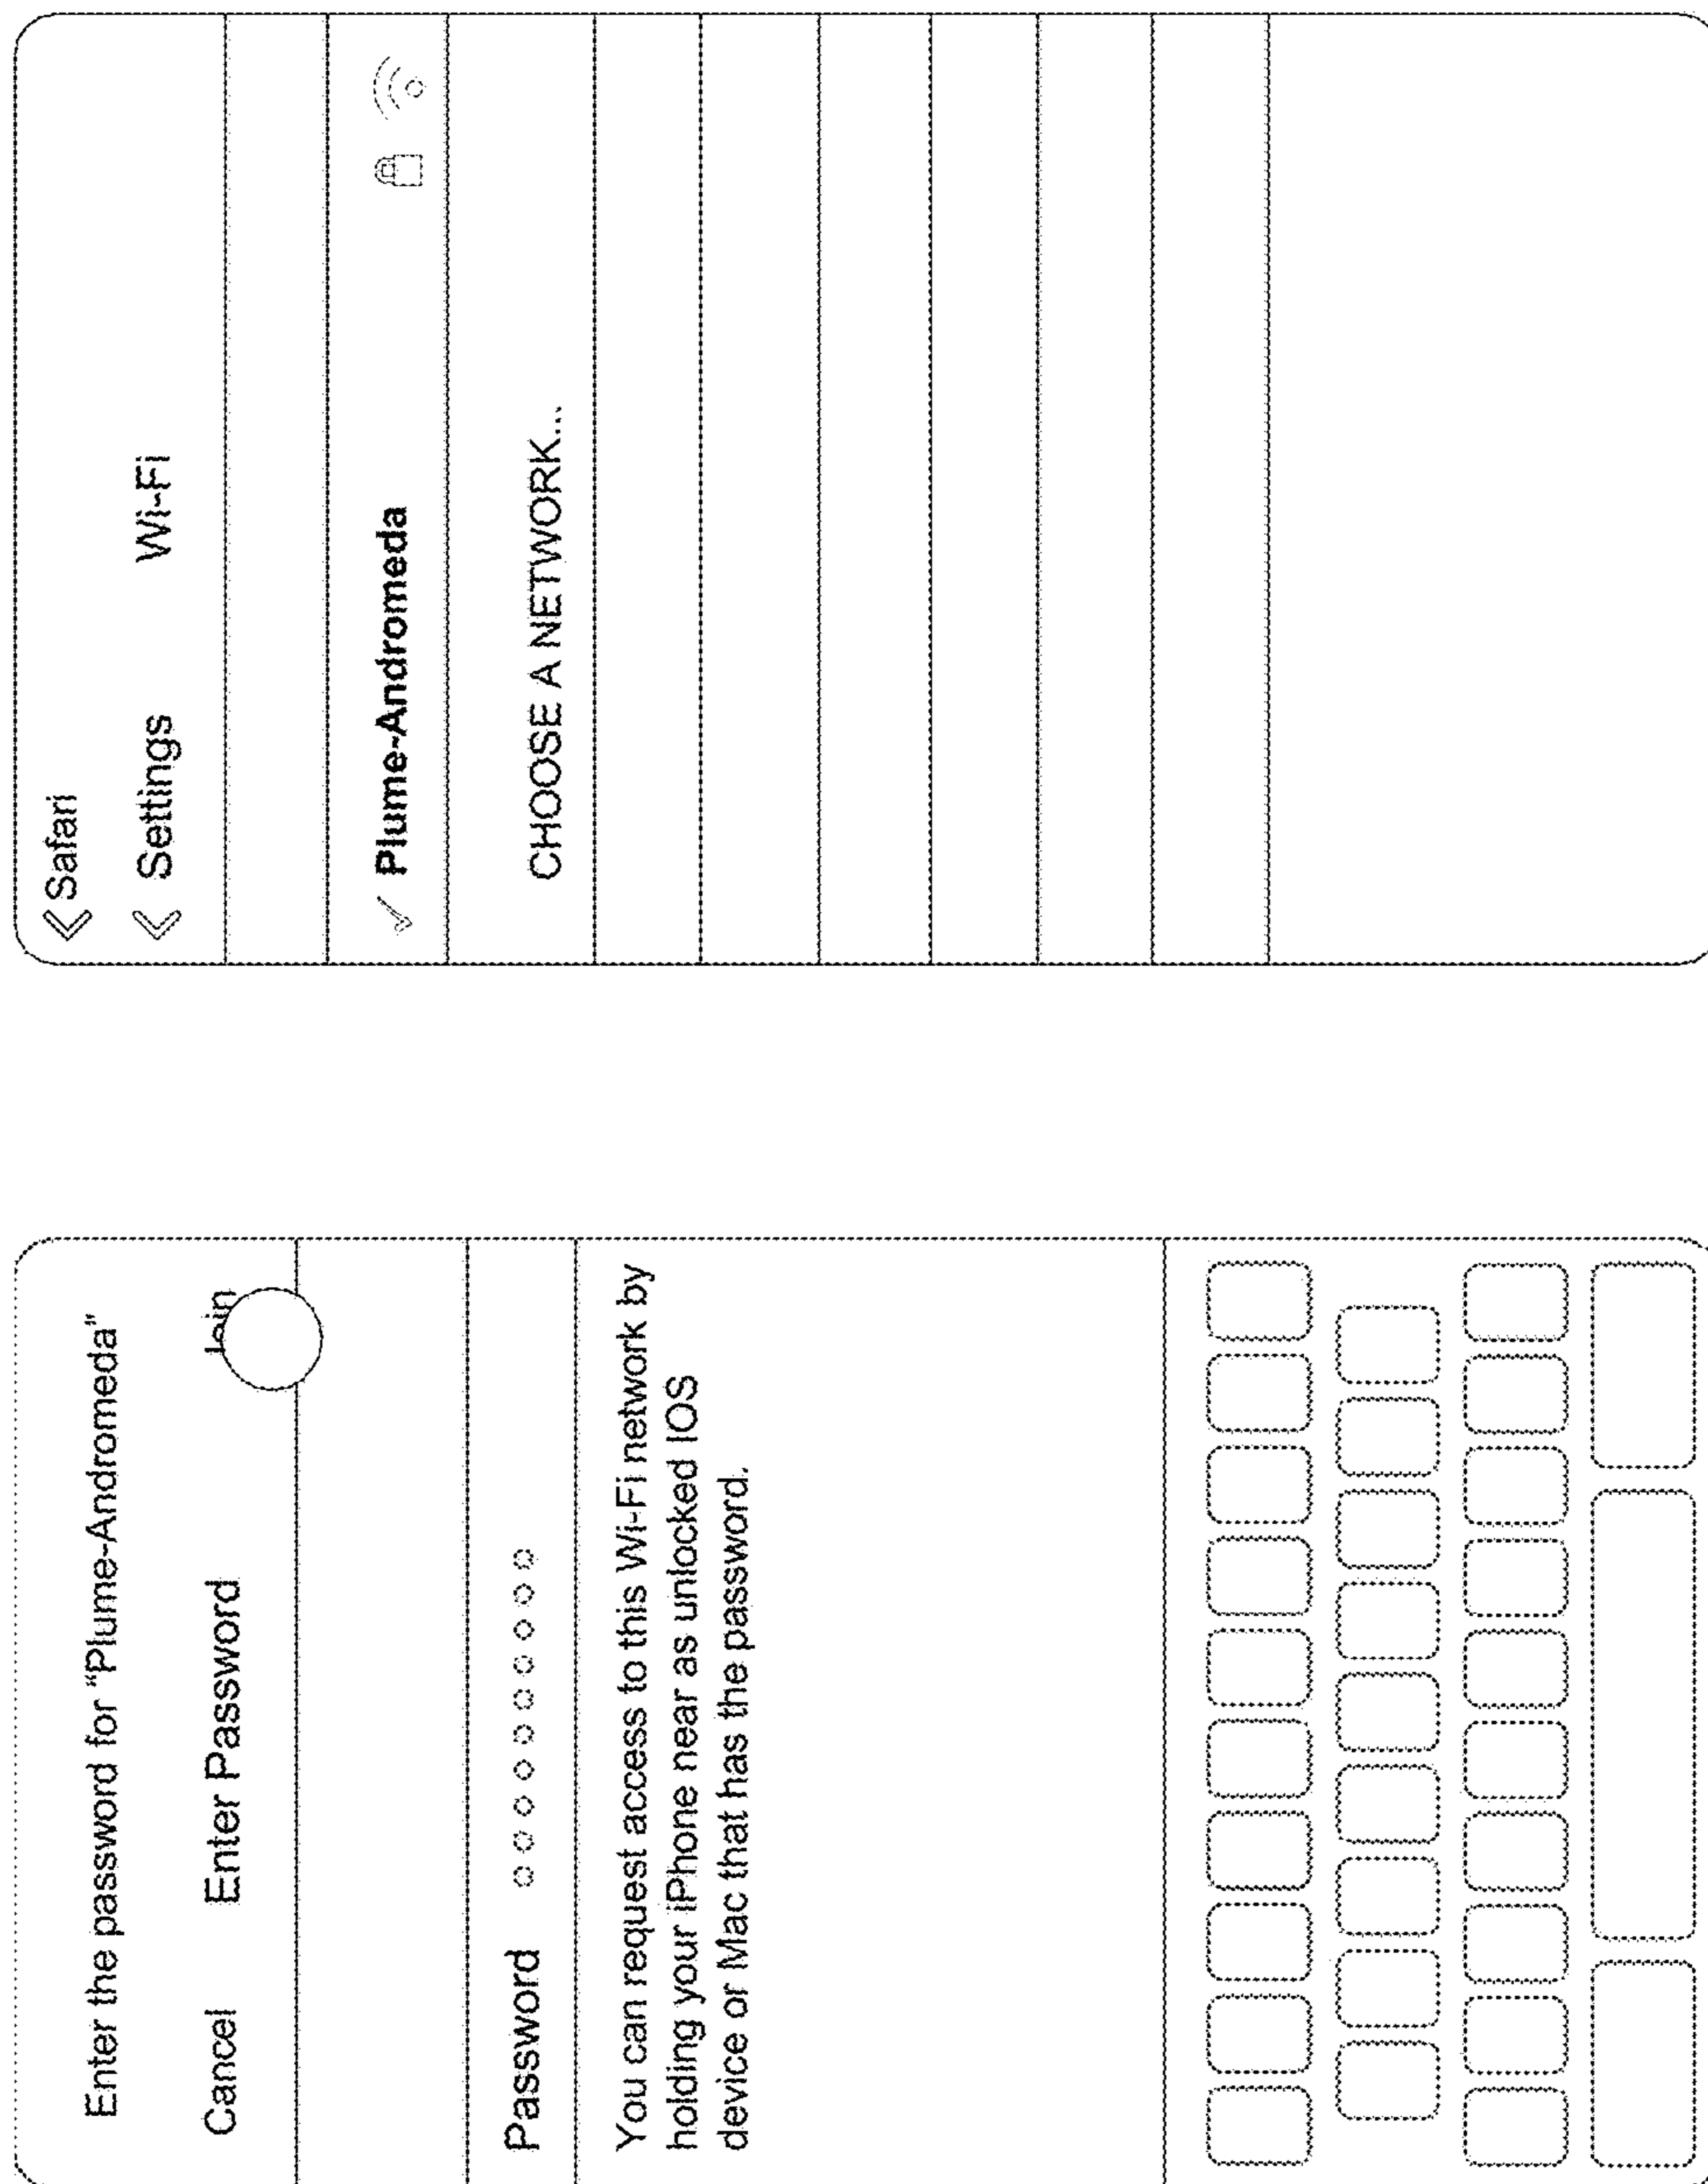 Enter the password for “Plume-Andromeda”
Cancel Enter Password Join
Password
You can request access to this Wi-Fi network by
holding your iPhone near as unlocked IOS
device or Mac that has the password.
Safari
Settings Wi-Fi
Plume-Andromeda
CHOOSE A NETWORK...